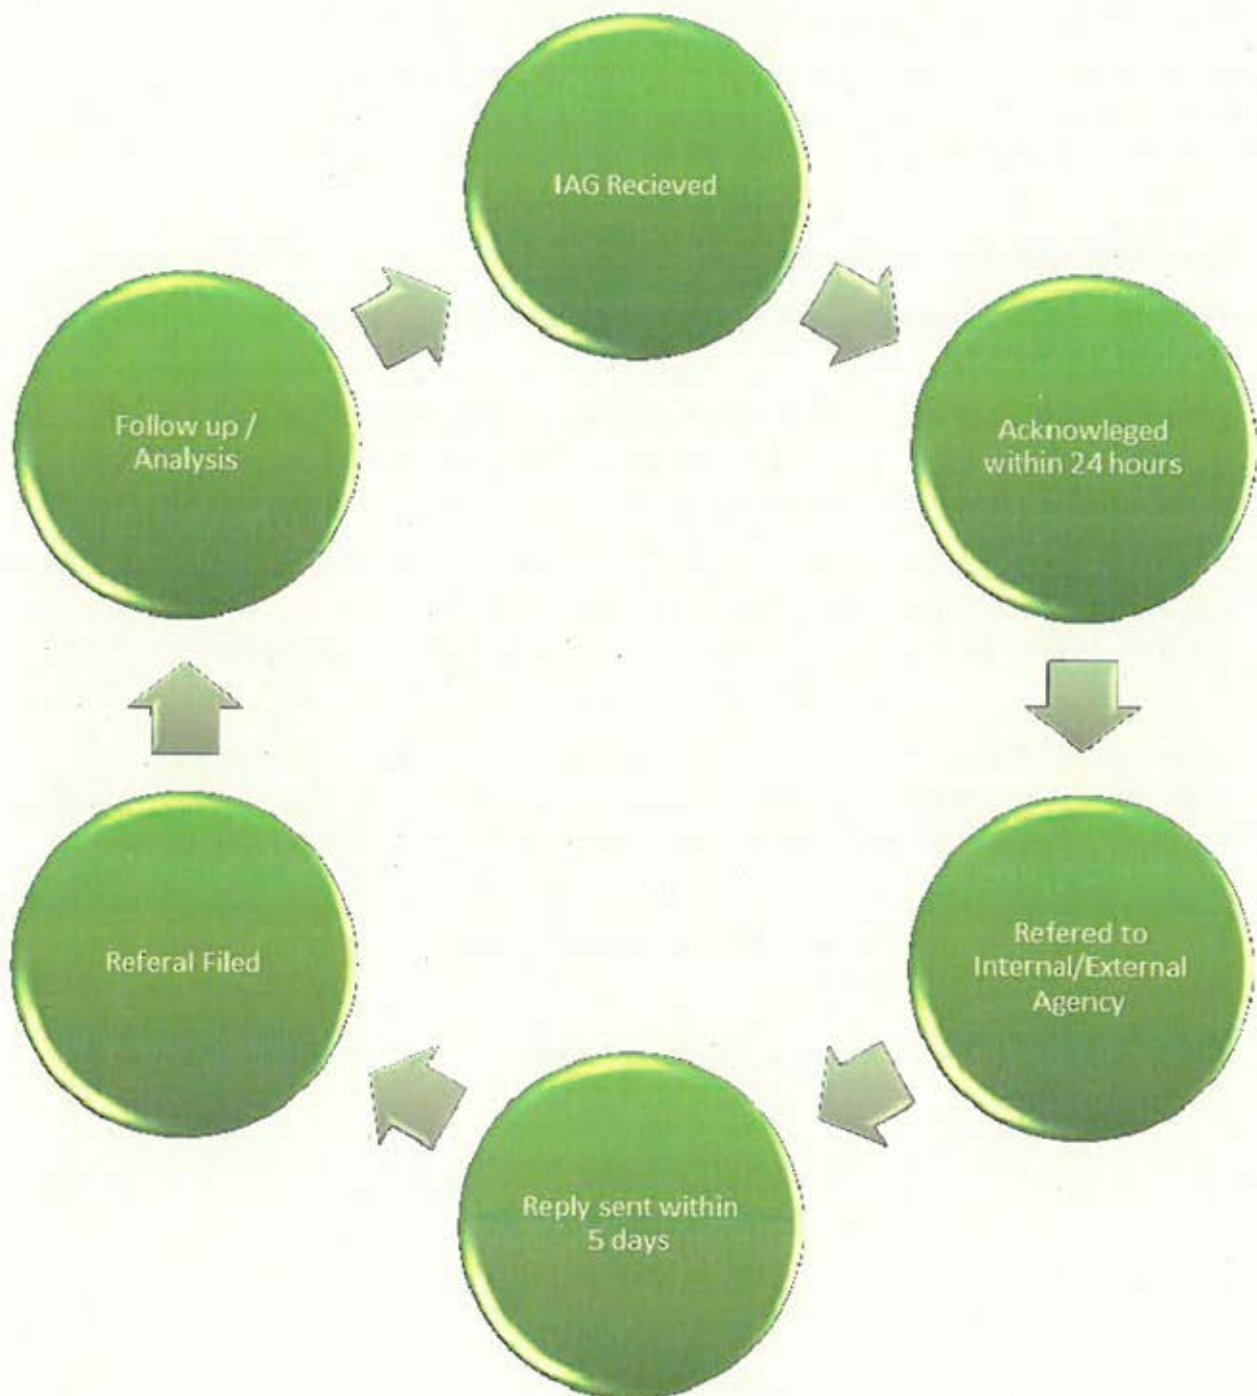 IAG Recieved
Acknowleged
within 24 hours
Refered to
Internal/External
Agency
Reply sent within
5 days
Referal Filed
Follow up /
Analysis